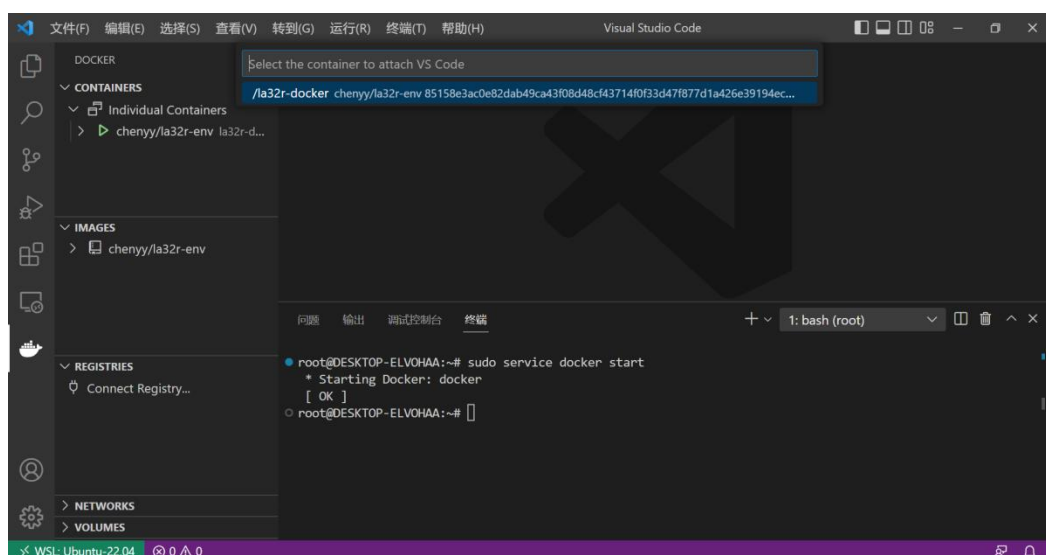 文件(F) 编辑(E) 选择(S) 查看(V) 转到(G) 运行(R) 终端(T) 帮助(H) Visual Studio Code
DOCKER
Select the container to attach VS Code
/la32r-docker chenyy/la32r-env 85158e3ac0e82dab49ca43f08d48cf43714f0f33d47f877d1a426e39194ec...
CONTAINERS
Individual Containers
chenyy/la32r-env la32r-d...
IMAGES
chenyy/la32r-env
REGISTRIES
Connect Registry...
NETWORKS
VOLUMES
问题 输出 调试控制台 终端 1: bash (root)
root@DESKTOP-ELVOHAA:~# sudo service docker start
* Starting Docker: docker
[ OK ]
root@DESKTOP-ELVOHAA:~#
WSL: Ubuntu-22.04 0 0